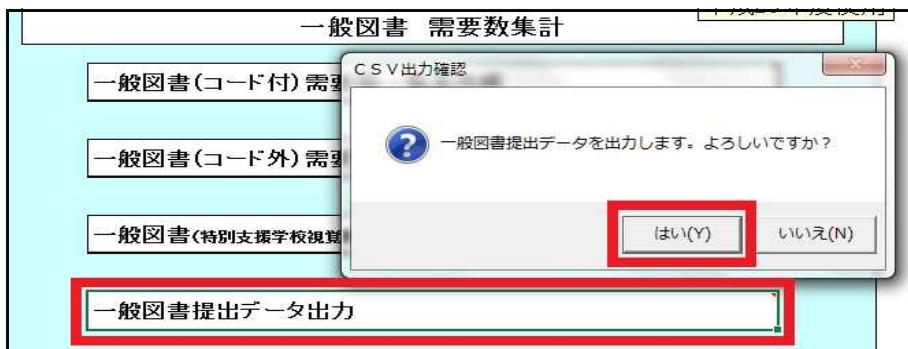 一般図書 需要数集計
CSV出力確認
一般図書(コード付)需
一般図書提出データを出力します。よろしいですか?
一般図書(コード外)需
一般図書(特別支援学校視覚
はい(Y)
いいえ(N)
一般図書提出データ出力